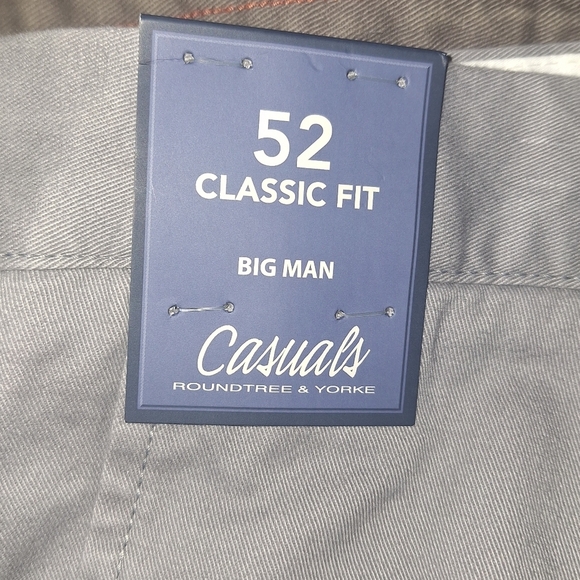 52
CLASSIC FIT
BIG MAN
Casuals
ROUNDTREE & YORKE